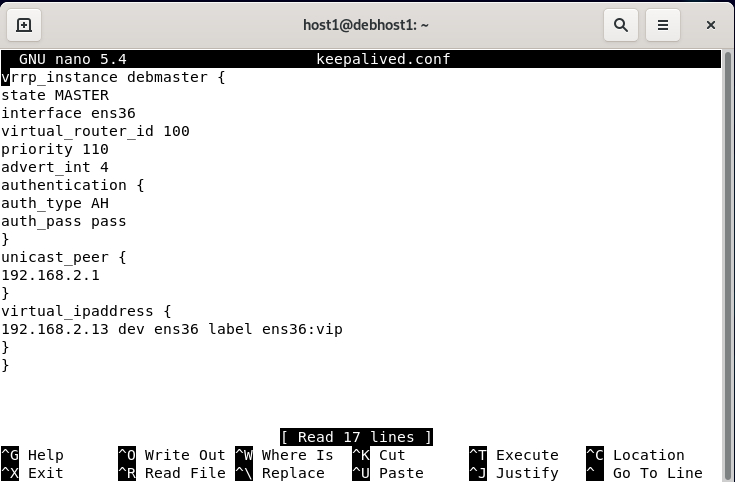 host1@debhost1: ~
GNU nano 5.4 keepalived.conf
vrrp_instance debmaster {
state MASTER
interface ens36
virtual_router_id 100
priority 110
advert_int 4
authentication {
auth_type AH
auth_pass pass
}
unicast_peer {
192.168.2.1
}
virtual_ipaddress {
192.168.2.13 dev ens36 label ens36:vip
}
}
[ Read 17 lines ]
^G Help ^O Write Out ^W Where Is ^K Cut ^T Execute ^C Location
^X Exit ^R Read File ^\ Replace ^U Paste ^J Justify ^_ Go To Line